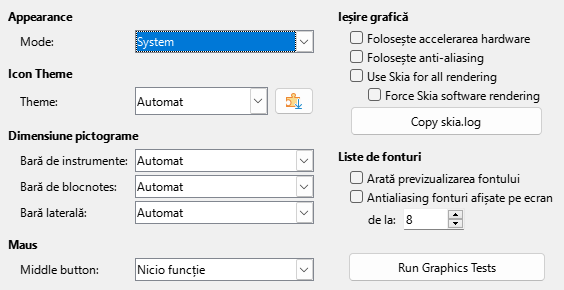 Appearance
Mode: System
Icon Theme
Theme: Automat
Dimensiune pictograme
Bară de instrumente: Automat
Bară de blocnotes: Automat
Bară laterală: Automat
Maus
Middle button: Nicio funcție
Ieșire grafică
Folosește accelerarea hardware
Folosește anti-aliasing
Use Skia for all rendering
Force Skia software rendering
Copy skia.log
Liste de fonturi
Arată previzualizarea fontului
Antialiasing fonturi afișate pe ecran
de la: 8
Run Graphics Tests